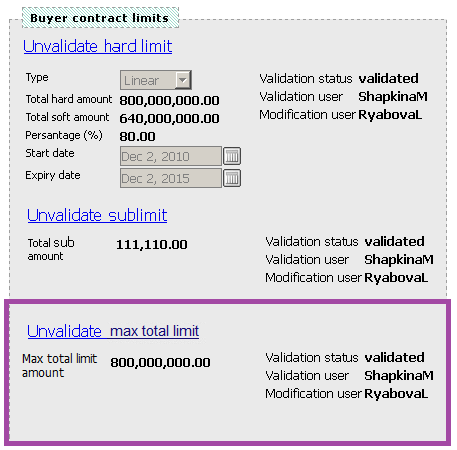 Buyer contract limits
Unvalidate hard limit
Type Linear Validation status validated
Total hard amount 800,000,000.00 Validation user ShapkinaM
Total soft amount 640,000,000.00 Modification user RyabovaL
Persantage (%) 80.00
Start date Dec 2, 2010
Expiry date Dec 2, 2015
Unvalidate sublimit
Total sub amount 111,110.00 Validation status validated
Validation user ShapkinaM
Modification user RyabovaL
Unvalidate max total limit
Max total limit amount 800,000,000.00 Validation status validated
Validation user ShapkinaM
Modification user RyabovaL